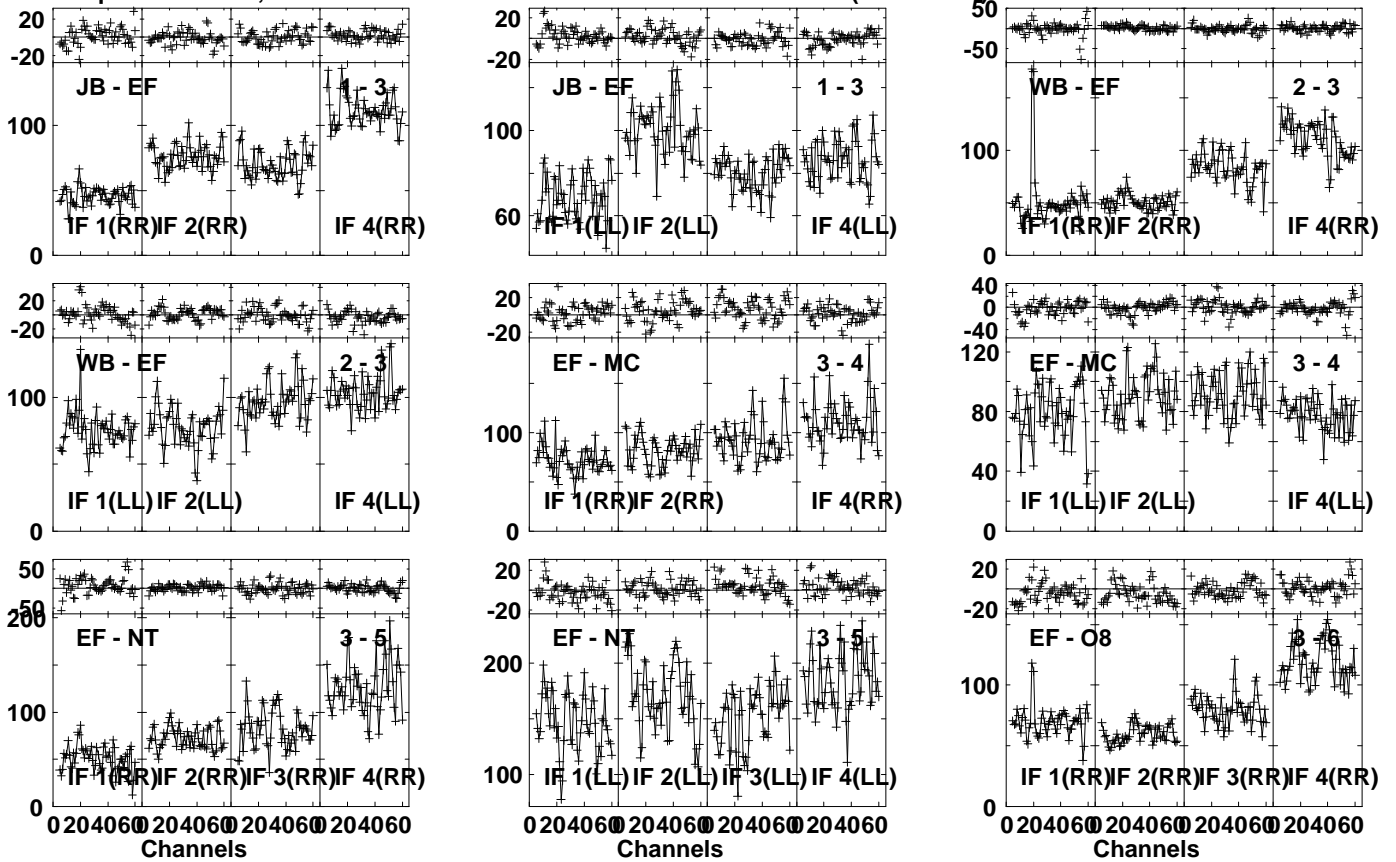 20
-20
JB - EF 1 - 3
100
IF 1(RR) IF 2(RR) IF 4(RR)
0
20
-20
JB - EF 1 - 3
100
60
IF 1(LL) IF 2(LL) IF 4(LL)
50
-50
WB - EF 2 - 3
100
IF 1(RR) IF 2(RR) IF 4(RR)
0
20
-20
WB - EF 2 - 3
100
IF 1(LL) IF 2(LL) IF 4(LL)
0
20
-20
EF - MC 3 - 4
100
IF 1(RR) IF 2(RR) IF 4(RR)
0
40
0
-40
120
EF - MC 3 - 4
80
40
IF 1(LL) IF 2(LL) IF 4(LL)
0
50
-50
200
EF - NT 3 - 5
100
IF 1(RR) IF 2(RR) IF 3(RR) IF 4(RR)
0
0 20 40 60 0 20 40 60 0 20 40 60 0 20 40 60
Channels
20
-20
EF - NT 3 - 5
200
100
IF 1(LL) IF 2(LL) IF 3(LL) IF 4(LL)
0 20 40 60 0 20 40 60 0 20 40 60 0 20 40 60
Channels
20
-20
EF - O8 3 - 6
100
IF 1(RR) IF 2(RR) IF 3(RR) IF 4(RR)
0
0 20 40 60 0 20 40 60 0 20 40 60 0 20 40 60
Channels